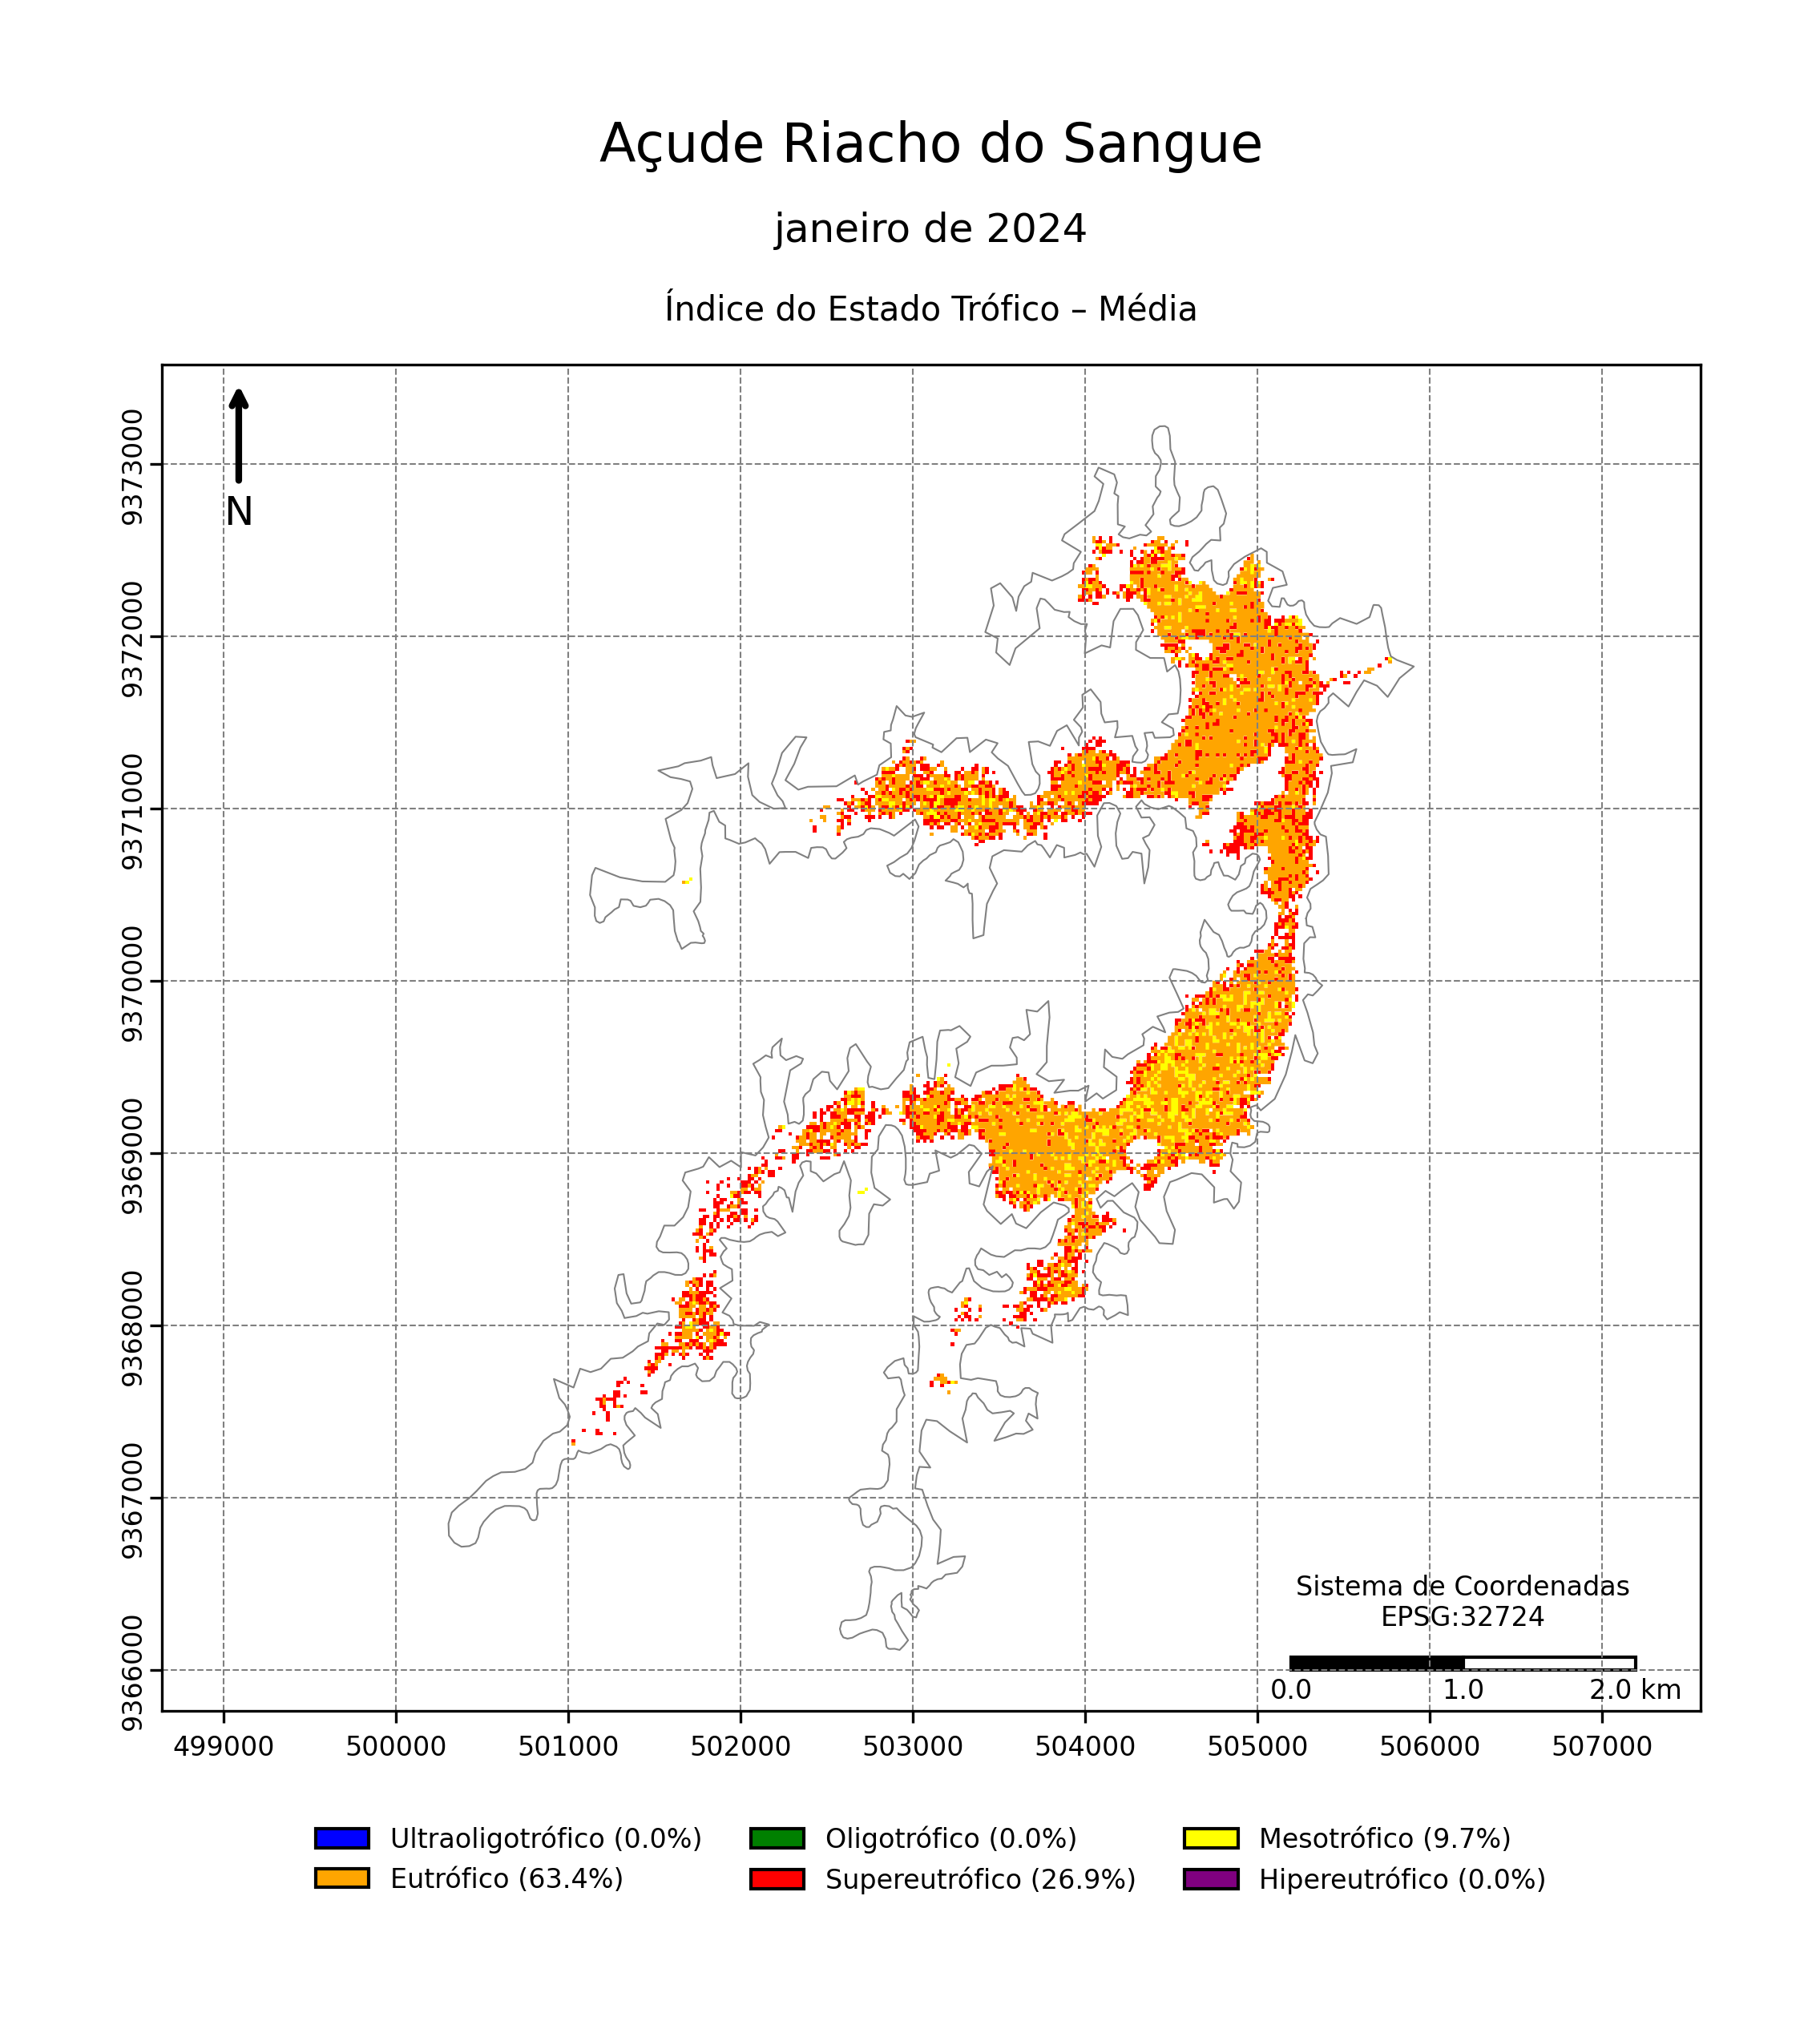 Açude Riacho do Sangue
janeiro de 2024
Índice do Estado Trófico – Média
N
9373000
9372000
9371000
9370000
9369000
9368000
9367000
9366000
Sistema de Coordenadas
EPSG:32724
0.0 1.0 2.0 km
499000 500000 501000 502000 503000 504000 505000 506000 507000
Ultraoligotrófico (0.0%) Oligotrófico (0.0%) Mesotrófico (9.7%)
Eutrófico (63.4%) Supereutrófico (26.9%) Hipereutrófico (0.0%)